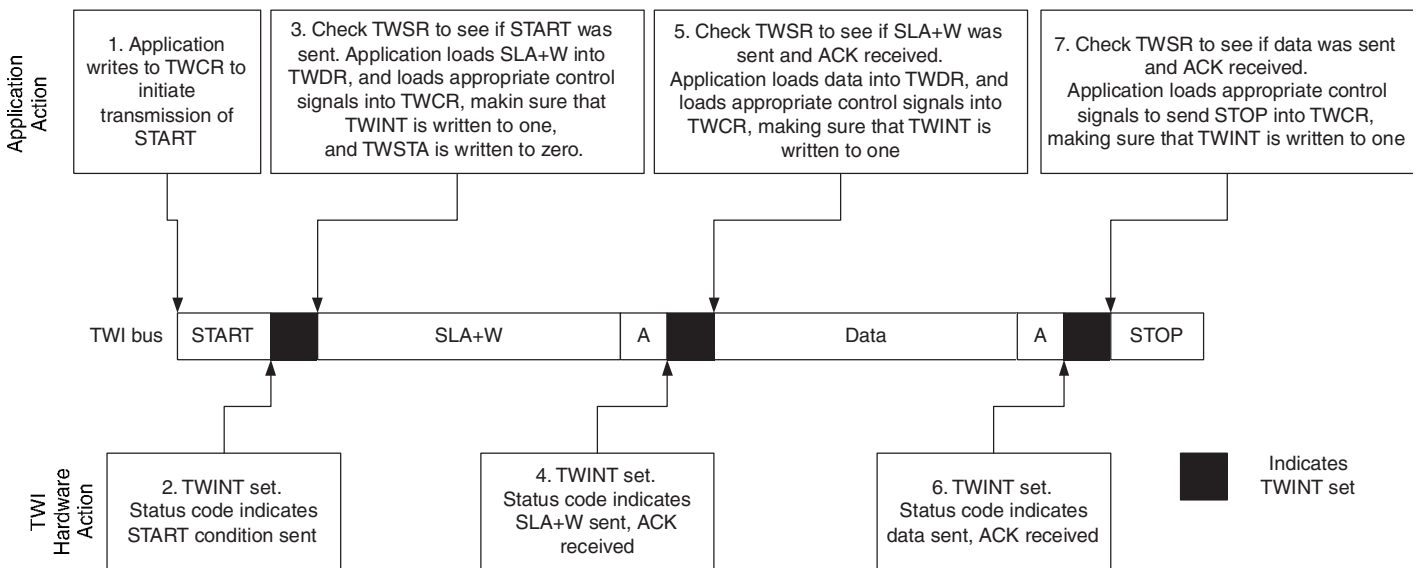 Application
Action
1. Application
writes to TWCR to
initiate
transmission of
START
3. Check TWSR to see if START was
sent. Application loads SLA+W into
TWDR, and loads appropriate control
signals into TWCR, makin sure that
TWINT is written to one,
and TWSTA is written to zero.
5. Check TWSR to see if SLA+W was
sent and ACK received.
Application loads data into TWDR, and
loads appropriate control signals into
TWCR, making sure that TWINT is
written to one
7. Check TWSR to see if data was sent
and ACK received.
Application loads appropriate control
signals to send STOP into TWCR,
making sure that TWINT is written to one
TWI bus
START
SLA+W
A
Data
A
STOP
TWI
Hardware
Action
2. TWINT set.
Status code indicates
START condition sent
4. TWINT set.
Status code indicates
SLA+W sent, ACK
received
6. TWINT set.
Status code indicates
data sent, ACK received
Indicates
TWINT set